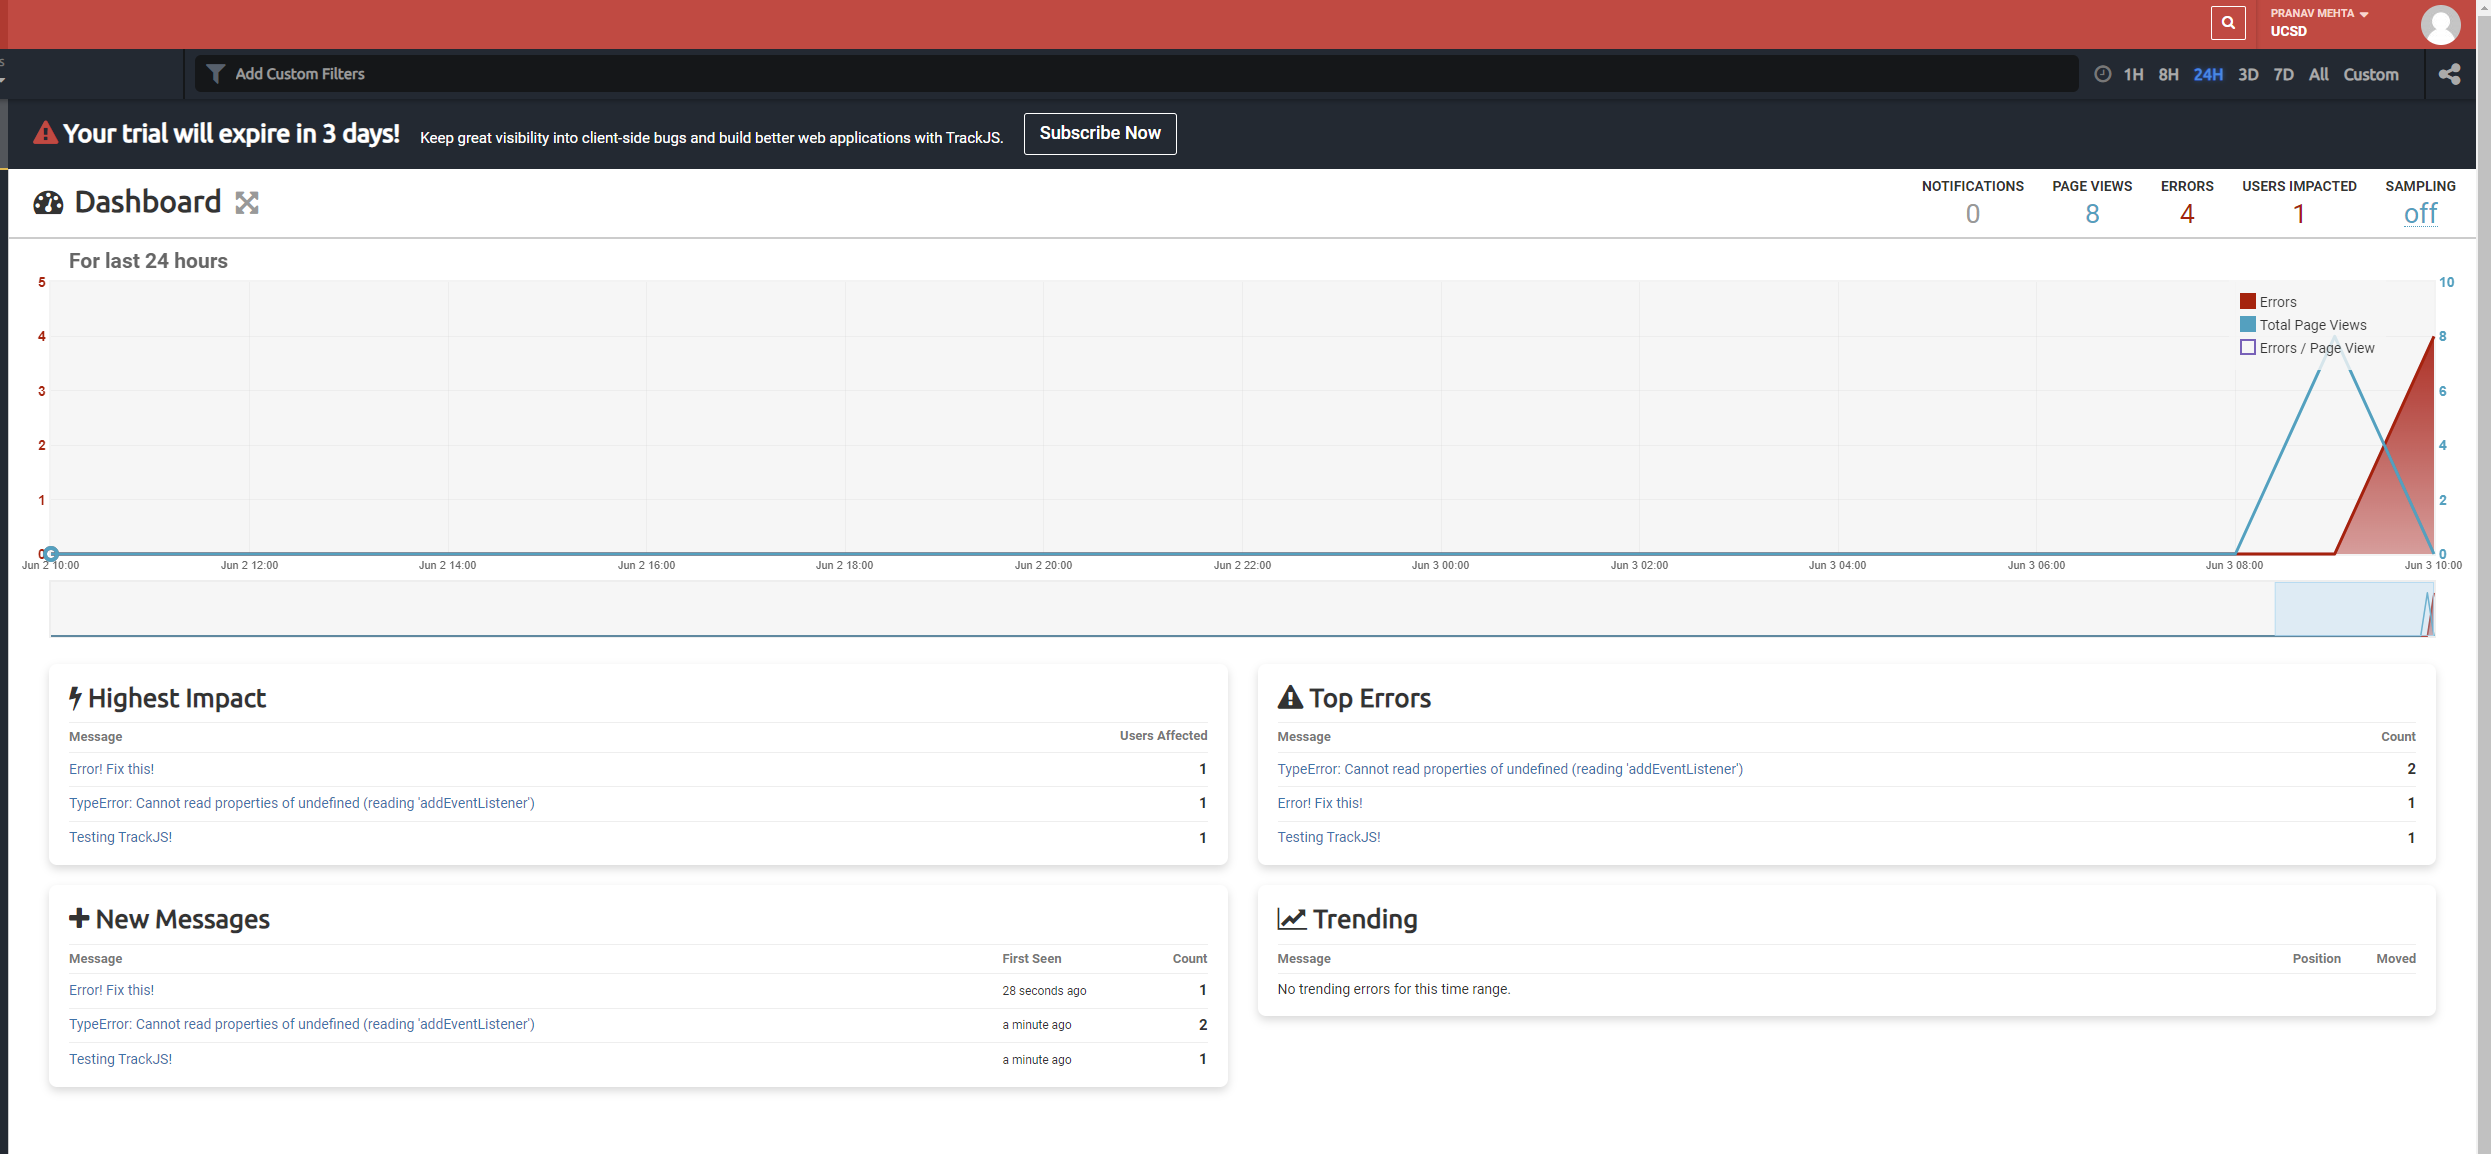 PRANAV MEHTA
UCSD
S
Add Custom Filters
1H 8H 24H 3D 7D All Custom
Your trial will expire in 3 days! Keep great visibility into client-side bugs and build better web applications with TrackJS. Subscribe Now
Dashboard
NOTIFICATIONS PAGE VIEWS ERRORS USERS IMPACTED SAMPLING
0 8 4 1 off
For last 24 hours
5 10
Errors
Total Page Views
4 8
Errors / Page View
3 6
2 4
1 2
0 0
Jun 2 10:00 Jun 2 12:00 Jun 2 14:00 Jun 2 16:00 Jun 2 18:00 Jun 2 20:00 Jun 2 22:00 Jun 3 00:00 Jun 3 02:00 Jun 3 04:00 Jun 3 06:00 Jun 3 08:00 Jun 3 10:00
Highest Impact
Message Users Affected
Error! Fix this! 1
TypeError: Cannot read properties of undefined (reading 'addEventListener') 1
Testing TrackJS! 1
Top Errors
Message Count
TypeError: Cannot read properties of undefined (reading 'addEventListener') 2
Error! Fix this! 1
Testing TrackJS! 1
New Messages
Message First Seen Count
Error! Fix this! 28 seconds ago 1
TypeError: Cannot read properties of undefined (reading 'addEventListener') a minute ago 2
Testing TrackJS! a minute ago 1
Trending
Message Position Moved
No trending errors for this time range.